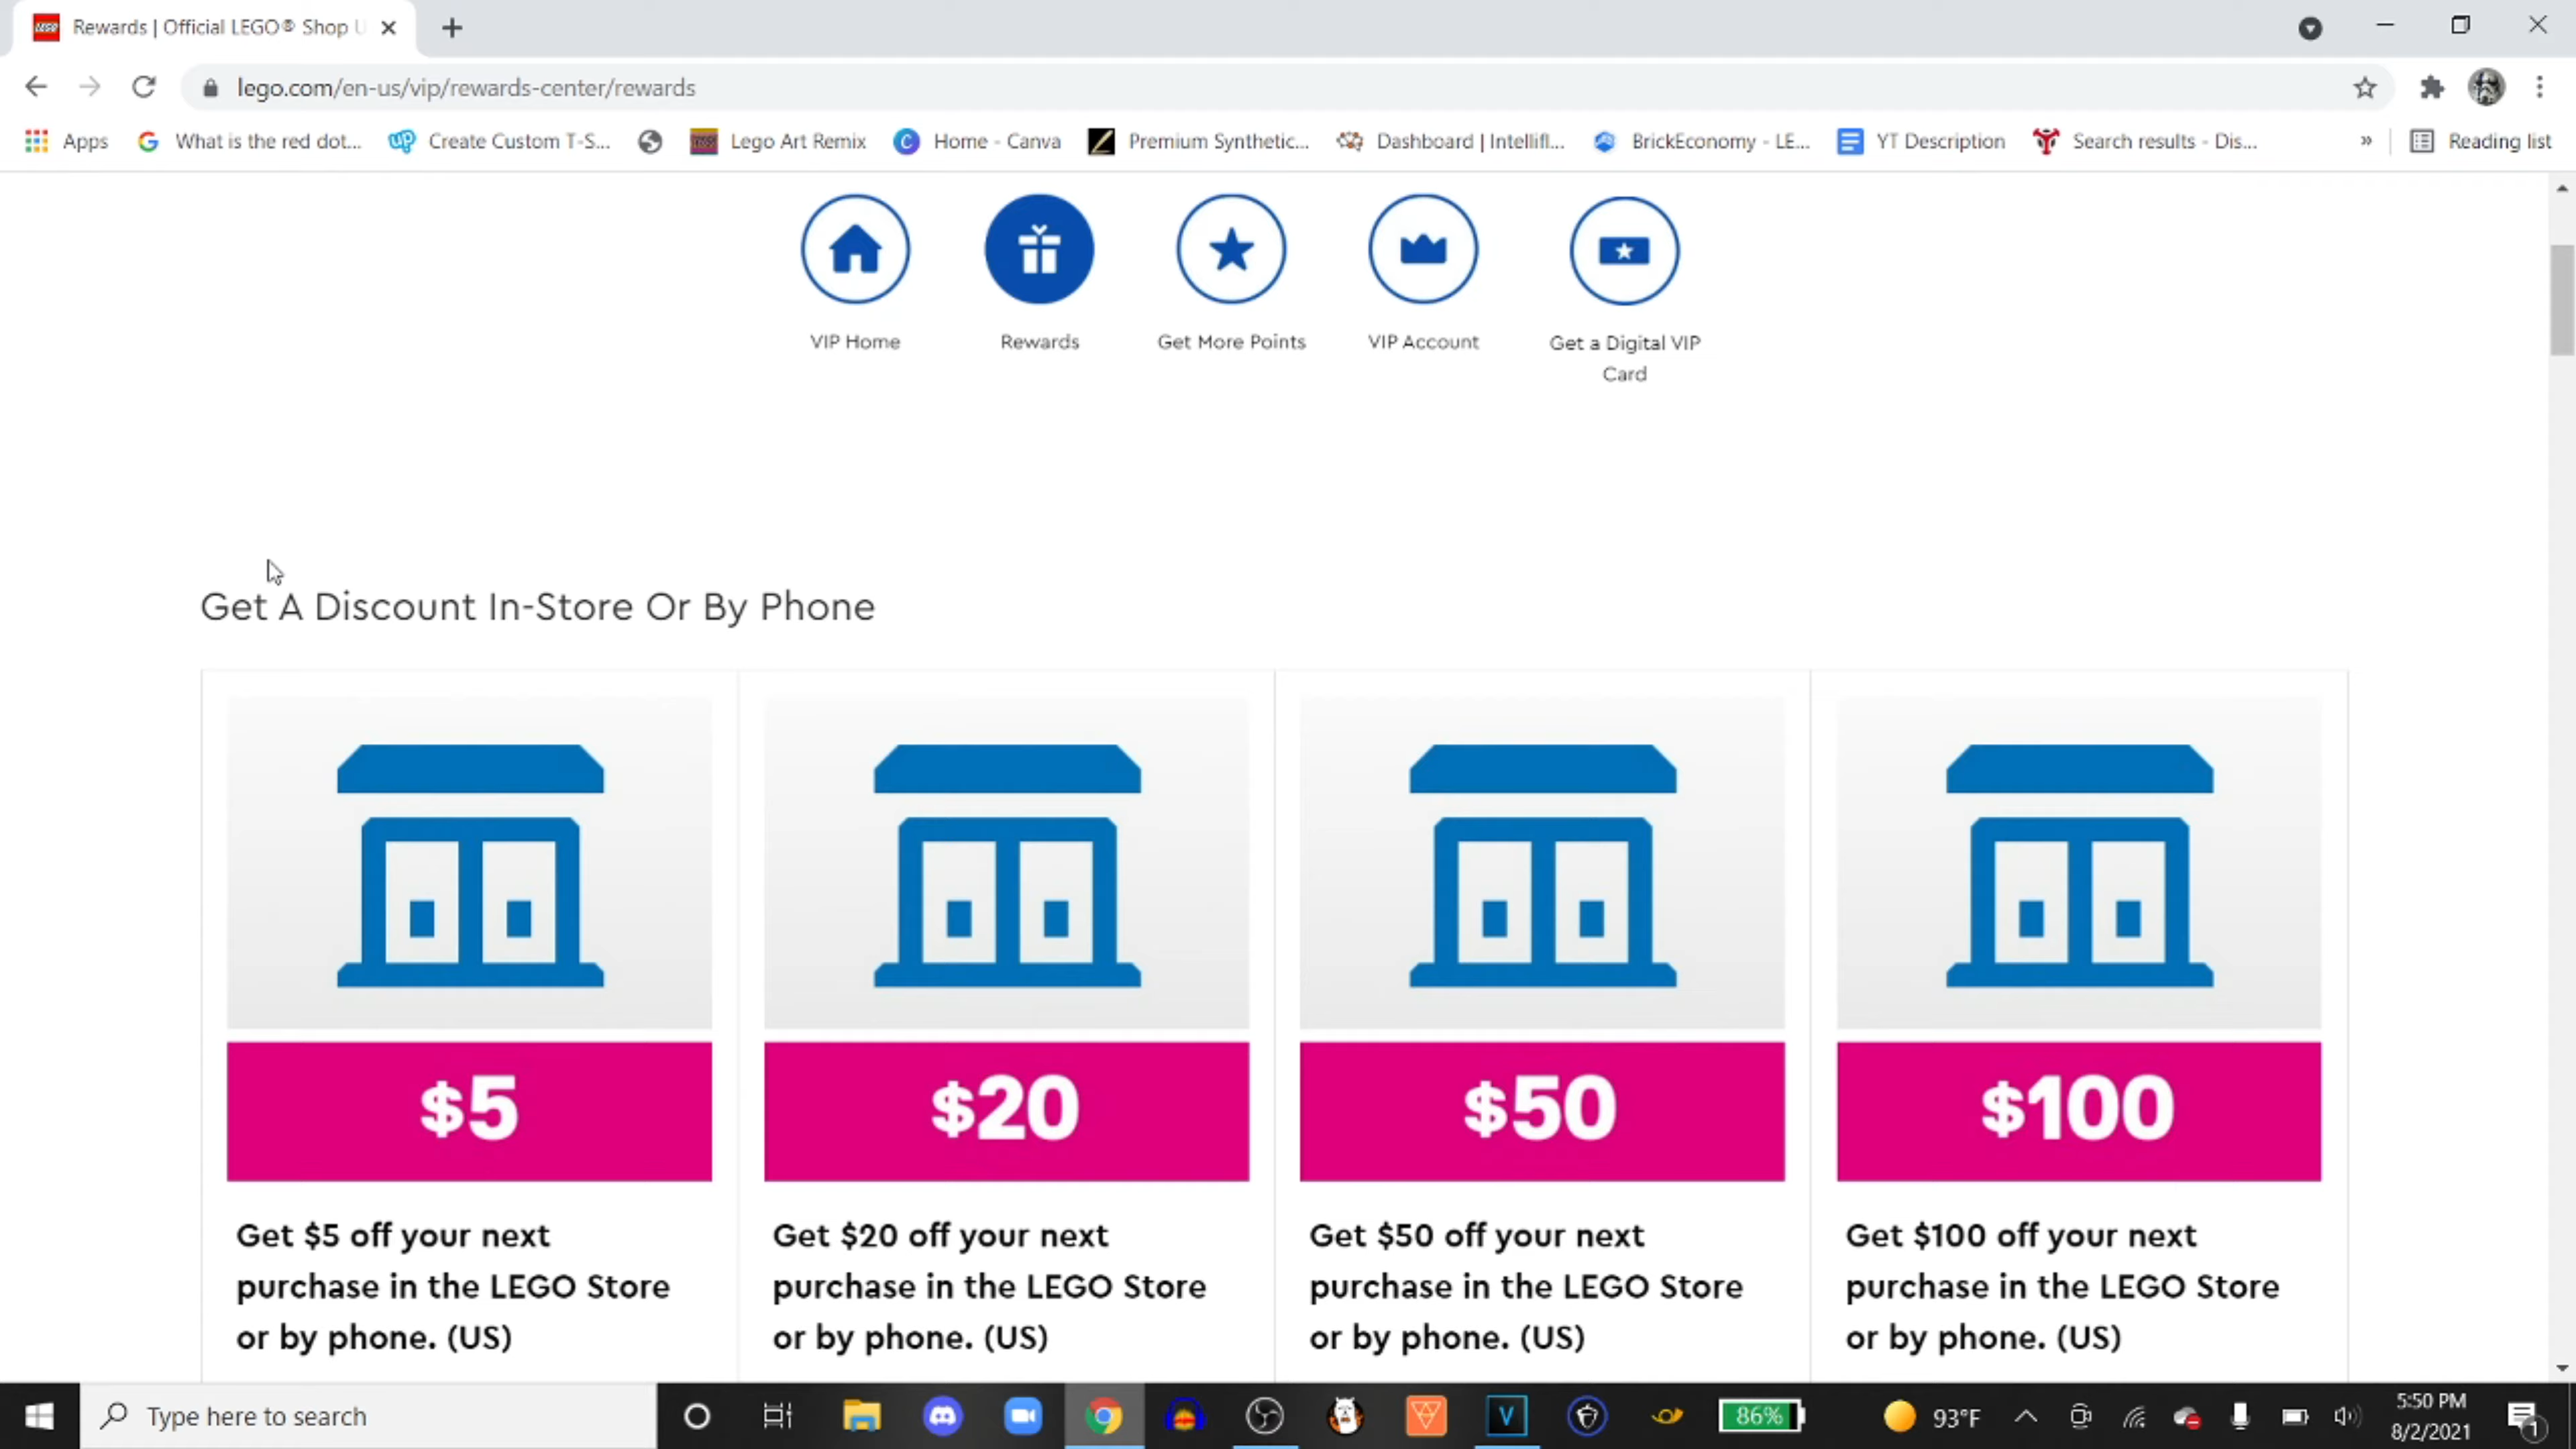 Rewards | Official LEGO® Shop U
lego.com/en-us/vip/rewards-center/rewards
Apps What is the red dot... Create Custom T-S... Lego Art Remix Home - Canva Premium Synthetic... Dashboard | Intellifl... BrickEconomy - LE... YT Description Search results - Dis... » Reading list
VIP Home Rewards Get More Points VIP Account Get a Digital VIP
Card
Get A Discount In-Store Or By Phone
$5 $20 $50 $100
Get $5 off your next
purchase in the LEGO Store
or by phone. (US)
Get $20 off your next
purchase in the LEGO Store
or by phone. (US)
Get $50 off your next
purchase in the LEGO Store
or by phone. (US)
Get $100 off your next
purchase in the LEGO Store
or by phone. (US)
Type here to search 86% 93°F 5:50 PM
8/2/2021 1